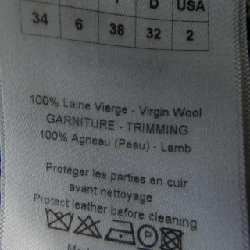 D USA
34 6 38 32 2
100% Laine Vierge - Virgin Wool
GARNITURE - TRIMMING
100% Agneau (Peau) - Lamb
Protéger les parties en cuir
avant nettoyage
Protect leather before cleaning